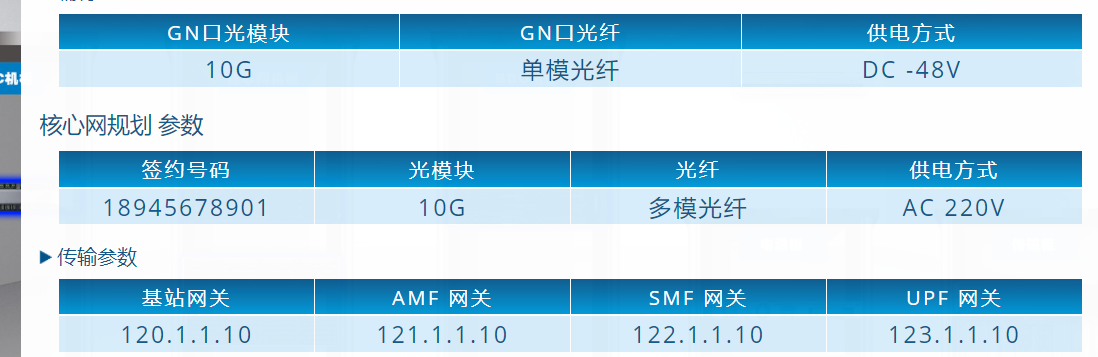 GN口光模块 GN口光纤 供电方式
10G 单模光纤 DC -48V
核心网规划 参数
签约号码 光模块 光纤 供电方式
18945678901 10G 多模光纤 AC 220V
▶ 传输参数
基站网关 AMF 网关 SMF 网关 UPF 网关
120.1.1.10 121.1.1.10 122.1.1.10 123.1.1.10
C机